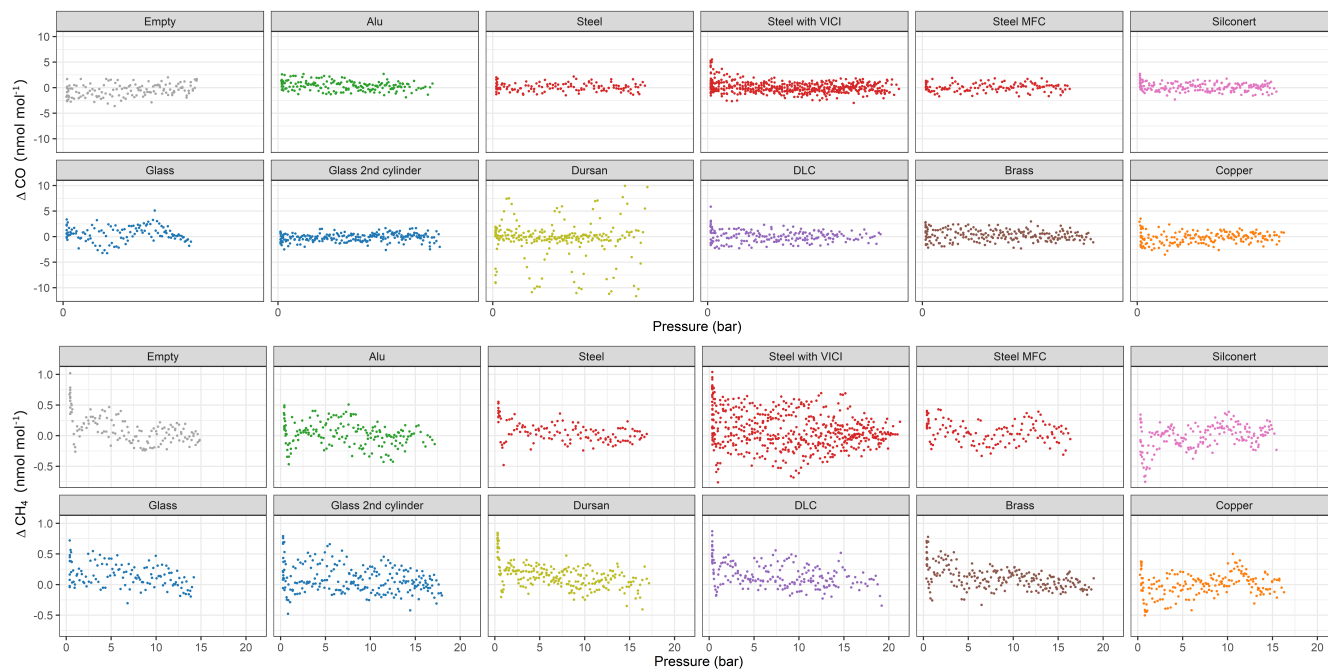 Empty Alu Steel Steel with VICI Steel MFC Silconert
10
5
0
-5
-10
Glass Glass 2nd cylinder Dursan DLC Brass Copper
10
5
0
-5
-10
Δ CO (nmol mol⁻¹)
0 0 0 0 0 0
Pressure (bar)
Empty Alu Steel Steel with VICI Steel MFC Silconert
1.0
0.5
0.0
-0.5
Glass Glass 2nd cylinder Dursan DLC Brass Copper
1.0
0.5
0.0
-0.5
Δ CH₄ (nmol mol⁻¹)
0 5 10 15 20 0 5 10 15 20 0 5 10 15 20 0 5 10 15 20 0 5 10 15 20 0 5 10 15 20
Pressure (bar)